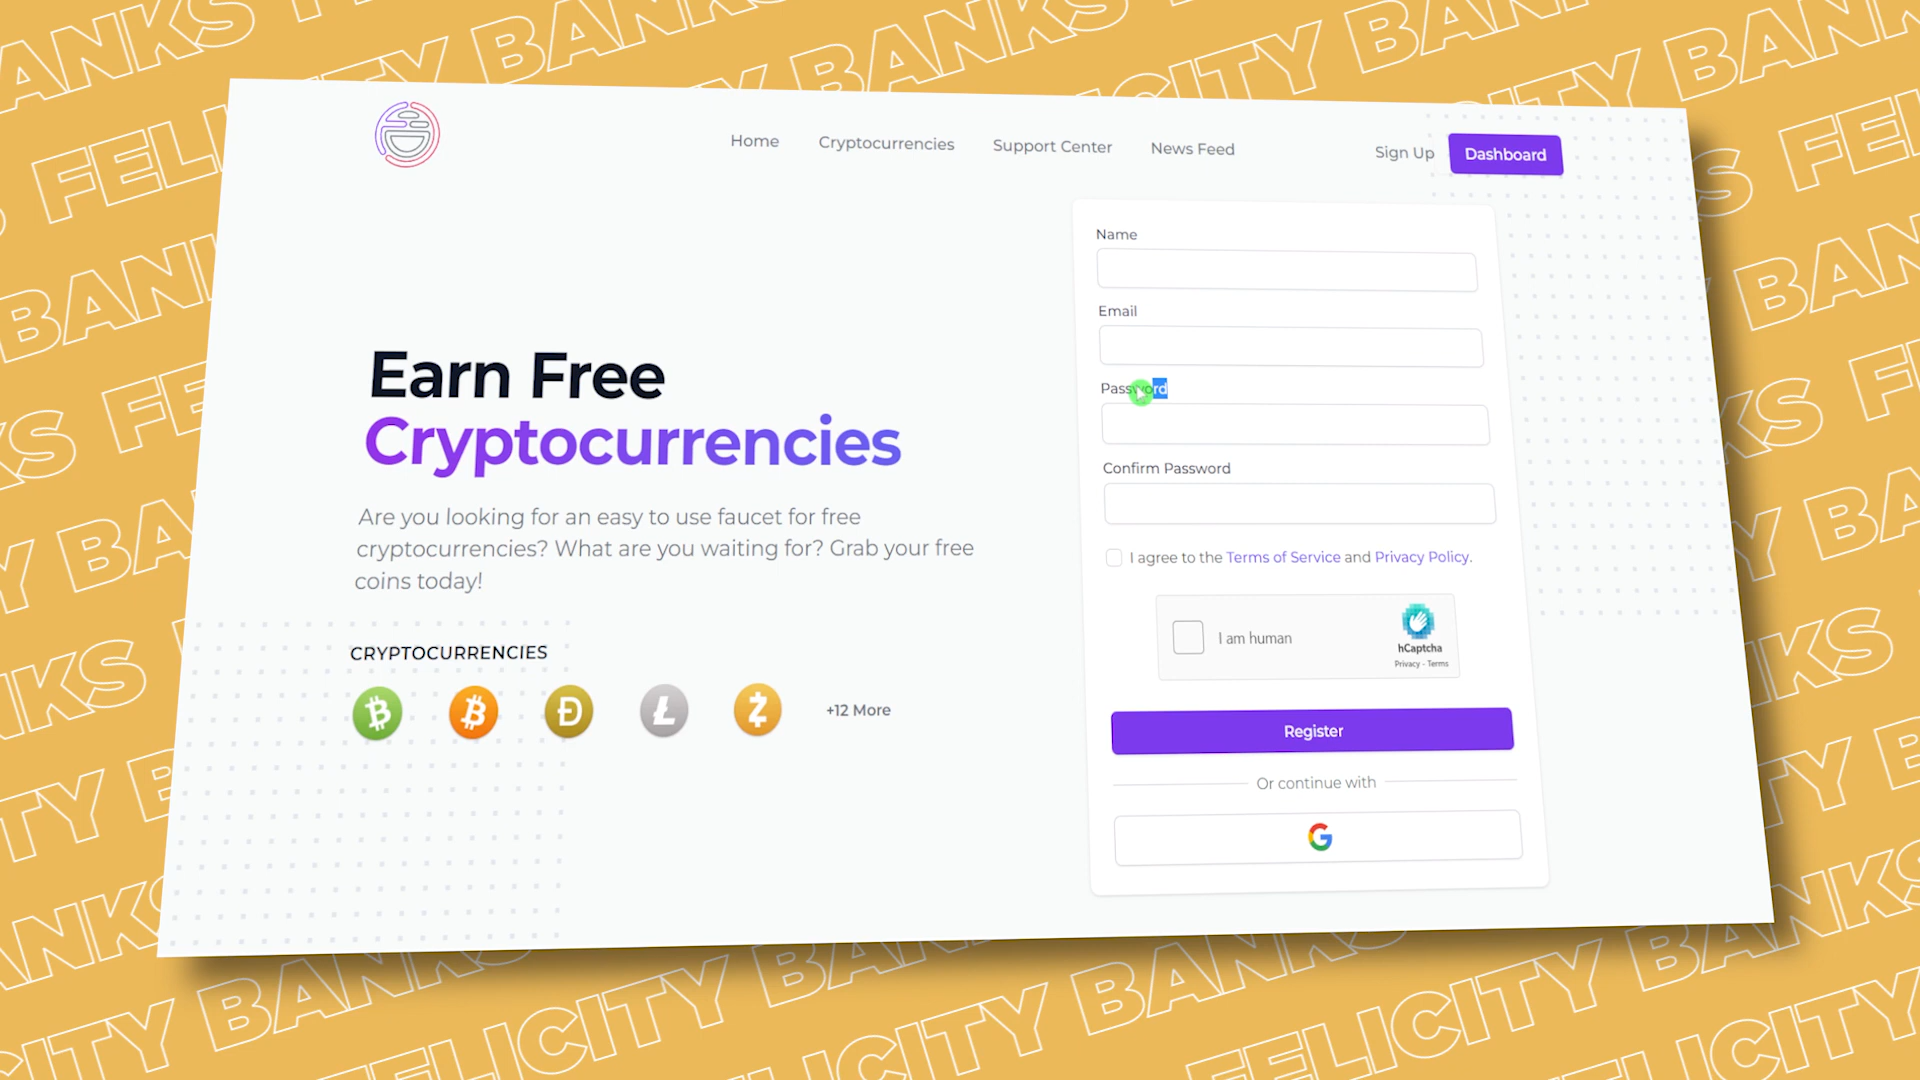 FELICITY BANKS
Home
Cryptocurrencies
Support Center
News Feed
Sign Up
Dashboard
Earn Free
Cryptocurrencies
Are you looking for an easy to use faucet for free
cryptocurrencies? What are you waiting for? Grab your free
coins today!
CRYPTOCURRENCIES
+12 More
Name
Email
Password
Confirm Password
I agree to the Terms of Service and Privacy Policy.
I am human
hCaptcha
Privacy - Terms
Register
Or continue with